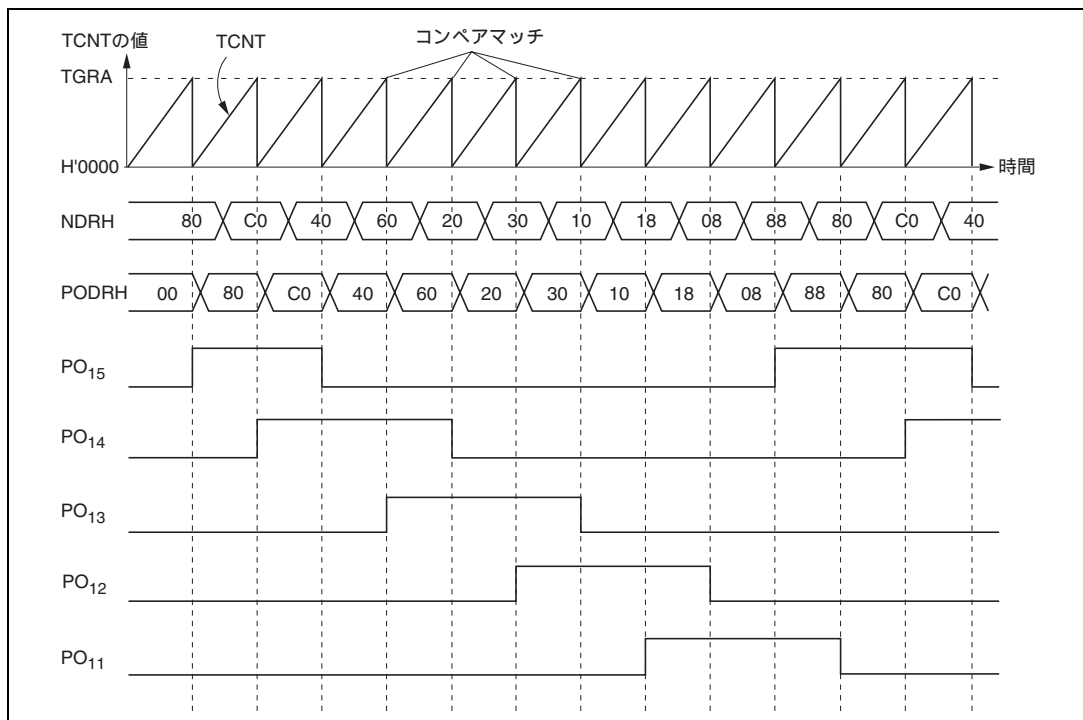 TCNTの値 TCNT コンペアマッチ
TGRA
H'0000 時間
NDRH 80 C0 40 60 20 30 10 18 08 88 80 C0 40
PODRH 00 80 C0 40 60 20 30 10 18 08 88 80 C0
PO15
PO14
PO13
PO12
PO11